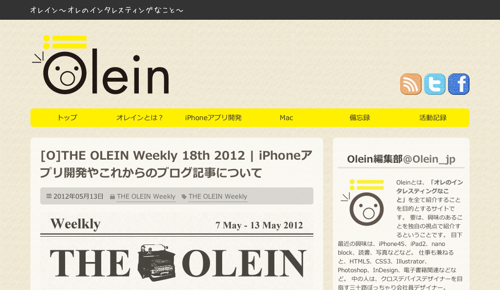 オレイン〜オレのインタレスティングなこと〜
Olein
トップ オレインとは？ iPhoneアプリ開発 Mac 備忘録 活動記録
[O]THE OLEIN Weekly 18th 2012 | iPhoneア
プリ開発やこれからのブログ記事について
2012年05月13日 THE OLEIN Weekly THE OLEIN Weekly
Weelkly 7 May - 13 May 2012
THE OLEIN
Olein編集部@Olein_jp
Oleinとは、「オレのイン
タレスティングなこ
と」を全て紹介すること
を目的とするサイトで
す。 要は、興味のあるこ
とを独自の視点で紹介す
るということです。 目下
最近の興味は、iPhone4S、iPad2、nano
block、読書、写真などなど。 仕事も兼ねる
と、HTML5、CSS3、Illustrator、
Photoshop、InDesign、電子書籍関連などな
ど。 中の人は、クロスデバイスデザイナーを目
指す三十路ぽっちゃり会社員デザイナー。